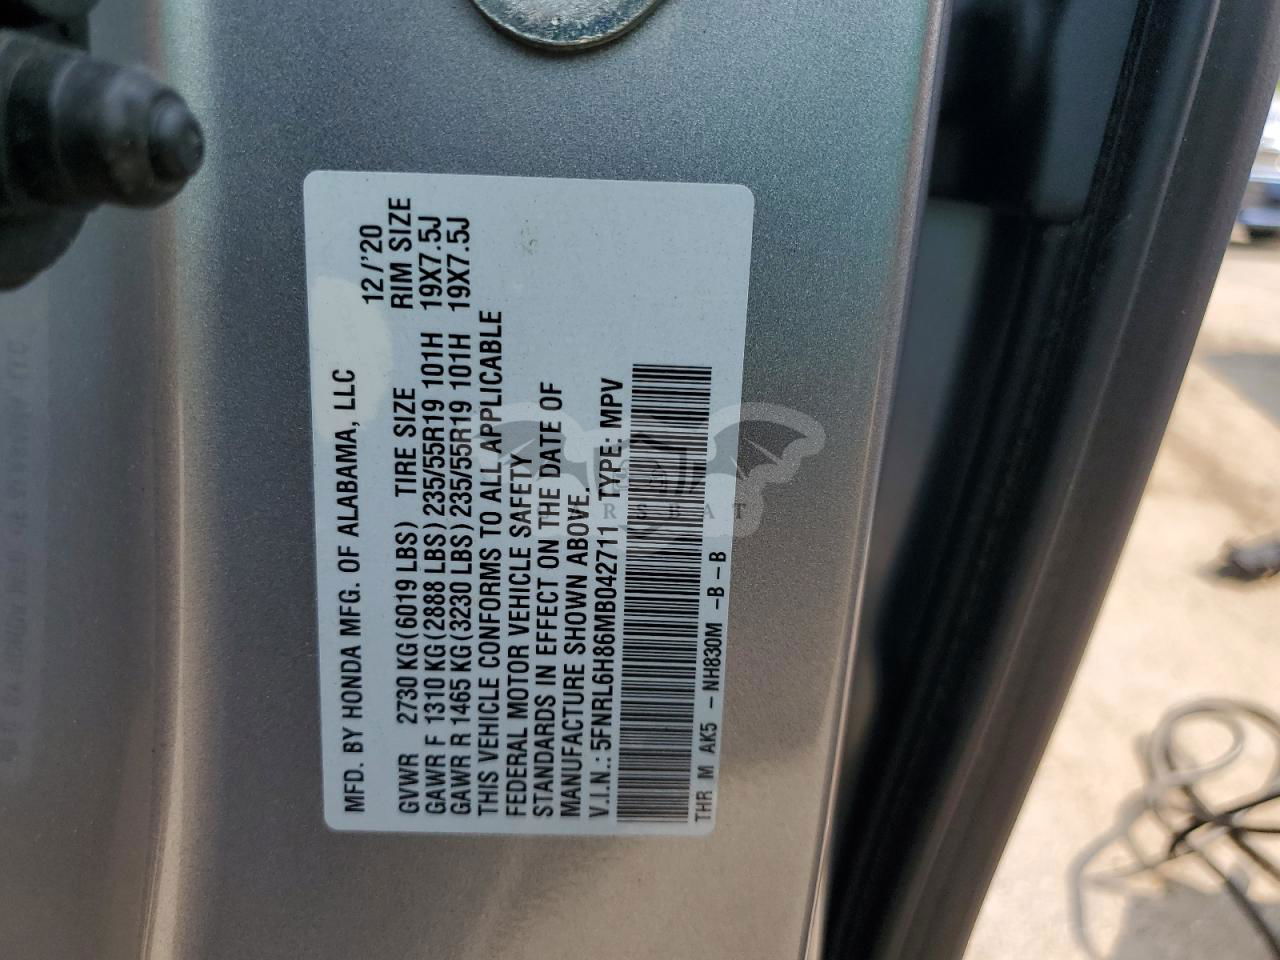 MFD. BY HONDA MFG. OF ALABAMA, LLC 12/'20
GVWR 2730 KG (6019 LBS) TIRE SIZE RIM SIZE
GAWR F 1310 KG (2888 LBS) 235/55R19 101H 19X7.5J
GAWR R 1465 KG (3230 LBS) 235/55R19 101H 19X7.5J
THIS VEHICLE CONFORMS TO ALL APPLICABLE
FEDERAL MOTOR VEHICLE SAFETY
STANDARDS IN EFFECT ON THE DATE OF
MANUFACTURE SHOWN ABOVE.
V.I.N.: 5FNRL6H86MB042711 TYPE: MPV
THR M AK5 - NH830M -B-B